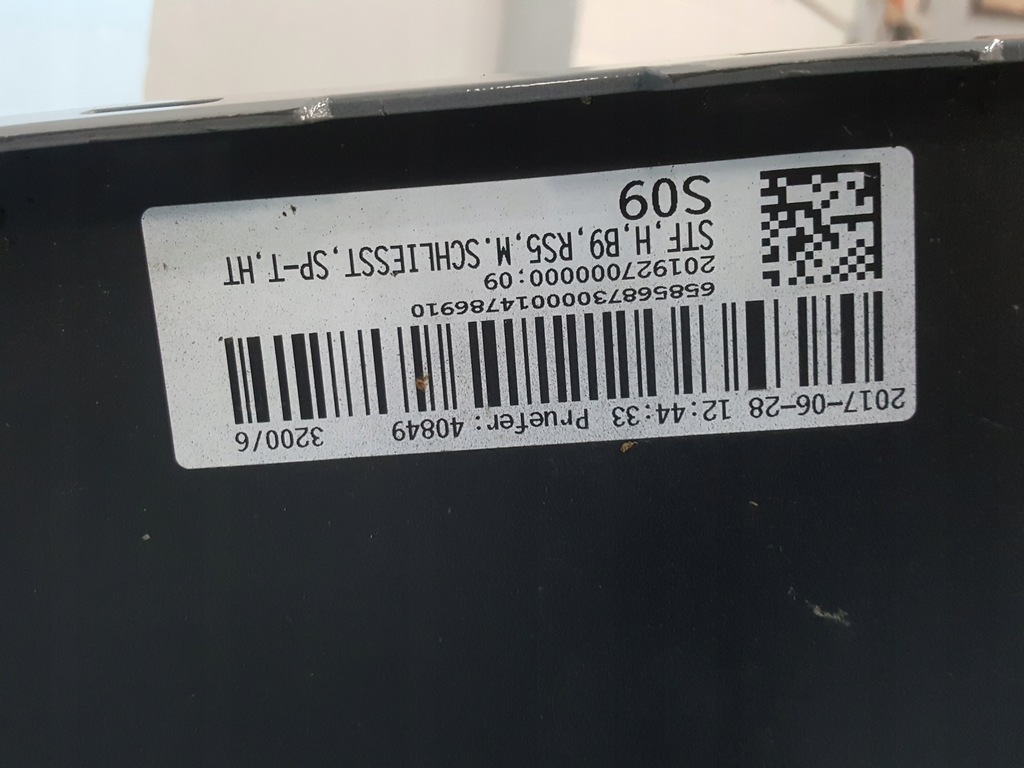 2017-06-28 12:44:33 Pruefer:40849 3200/6
65856873000014786910
201927000000:09
STF,H,B9,RS5,M.SCHLIESST,SP-T,HT
S09